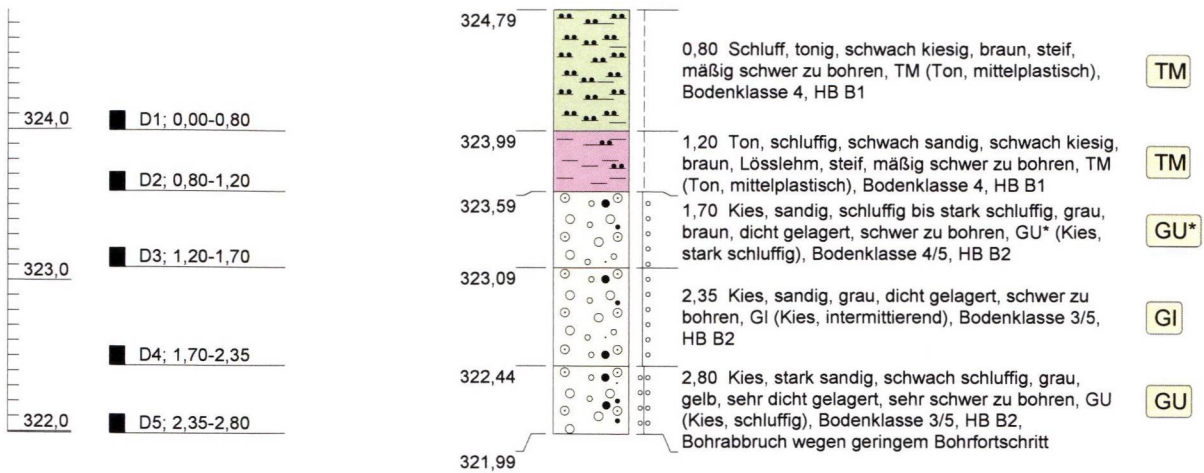 324,79
0,80 Schluff, tonig, schwach kiesig, braun, steif,
mäßig schwer zu bohren, TM (Ton, mittelplastisch),
Bodenklasse 4, HB B1
TM
324,0
D1; 0,00-0,80
323,99
1,20 Ton, schluffig, schwach sandig, schwach kiesig,
braun, Lösslehm, steif, mäßig schwer zu bohren, TM
(Ton, mittelplastisch), Bodenklasse 4, HB B1
TM
D2; 0,80-1,20
323,59
1,70 Kies, sandig, schluffig bis stark schluffig, grau,
braun, dicht gelagert, schwer zu bohren, GU* (Kies,
stark schluffig), Bodenklasse 4/5, HB B2
GU*
D3; 1,20-1,70
323,0
323,09
2,35 Kies, sandig, grau, dicht gelagert, schwer zu
bohren, GI (Kies, intermittierend), Bodenklasse 3/5,
HB B2
GI
D4; 1,70-2,35
322,44
2,80 Kies, stark sandig, schwach schluffig, grau,
gelb, sehr dicht gelagert, sehr schwer zu bohren, GU
(Kies, schluffig), Bodenklasse 3/5, HB B2,
Bohrabbruch wegen geringem Bohrfortschritt
GU
322,0
D5; 2,35-2,80
321,99